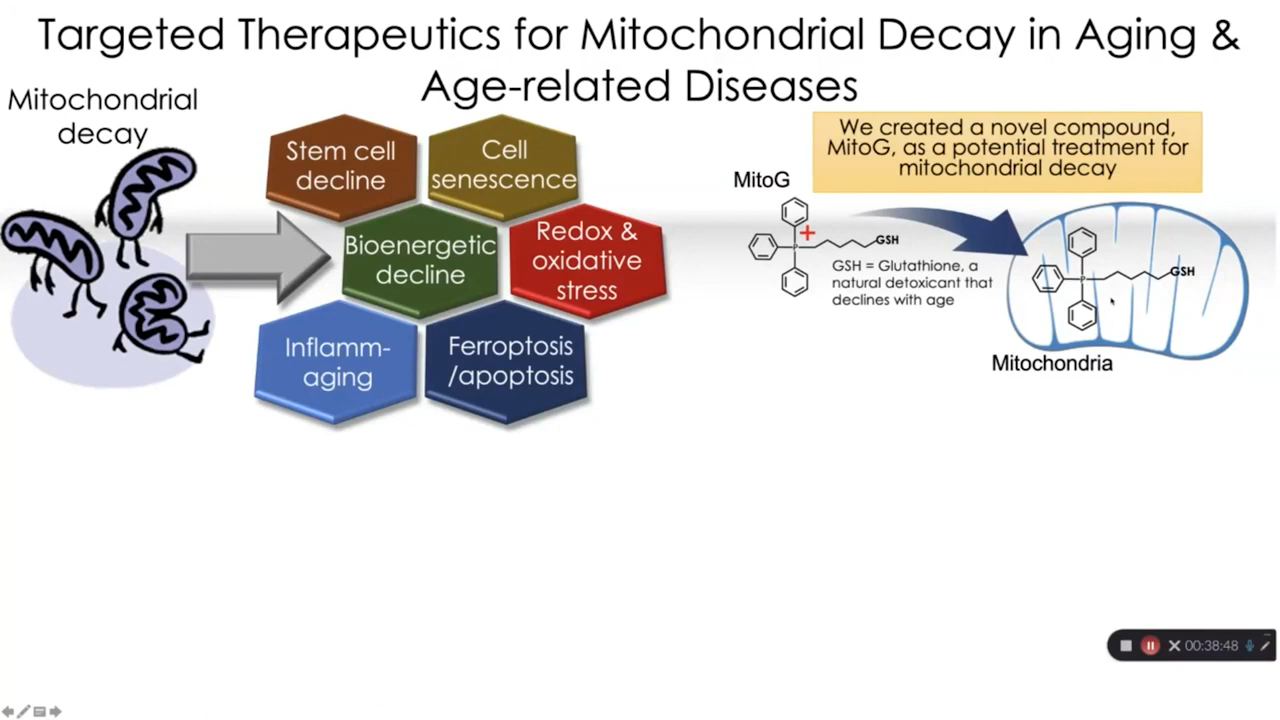 Targeted Therapeutics for Mitochondrial Decay in Aging &
Age-related Diseases
Mitochondrial
decay
Stem cell
decline
Cell
senescence
Bioenergetic
decline
Redox &
oxidative
stress
Inflamm-
aging
Ferroptosis
/apoptosis
We created a novel compound,
MitoG, as a potential treatment for
mitochondrial decay
MitoG
P
+
GSH
GSH = Glutathione, a
natural detoxicant that
declines with age
P
GSH
Mitochondria
00:38:48